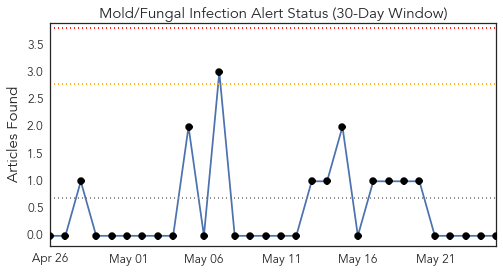 Mold/Fungal Infection Alert Status (30-Day Window)
Articles Found
3.5
3.0
2.5
2.0
1.5
1.0
0.5
0.0
Apr 26 May 01 May 06 May 11 May 16 May 21